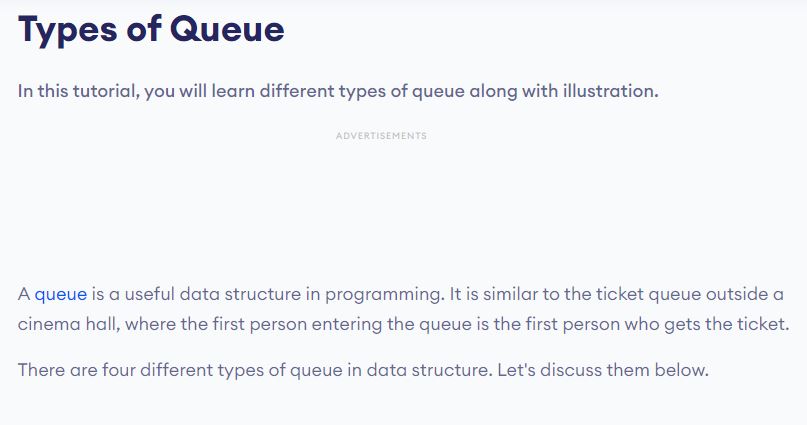 Types of Queue
In this tutorial, you will learn different types of queue along with illustration.
ADVERTISEMENTS
A queue is a useful data structure in programming. It is similar to the ticket queue outside a
cinema hall, where the first person entering the queue is the first person who gets the ticket.
There are four different types of queue in data structure. Let's discuss them below.